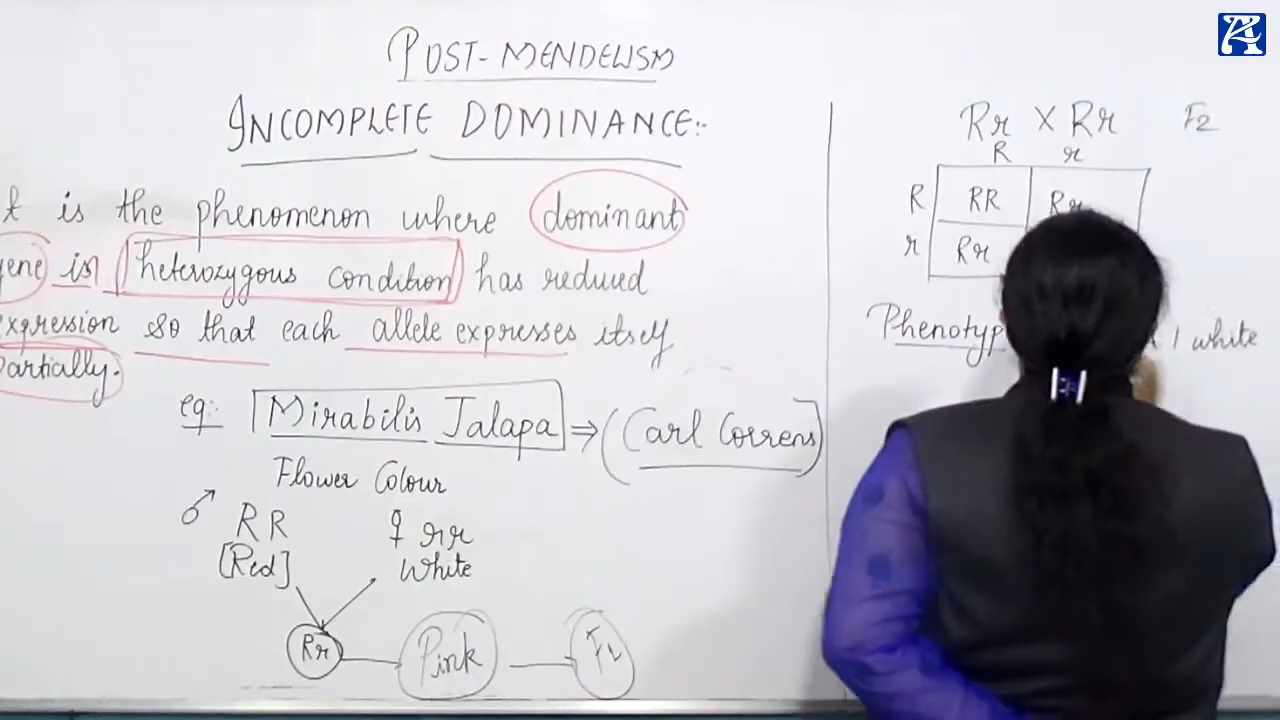 POST-MENDELISM
INCOMPLETE DOMINANCE:-
t is the phenomenon where dominant
gene is heterozygous condition has reduced
expression so that each allele expresses itself
partially.
eg:- Mirabilis Jalapa ⇒ (Carl Correns)
Flower Colour
♂ RR ♀ rr
[Red] White
Rr Pink F2
Rr X Rr F2
R r
R RR Rr
r Rr
Phenotyp 1 white